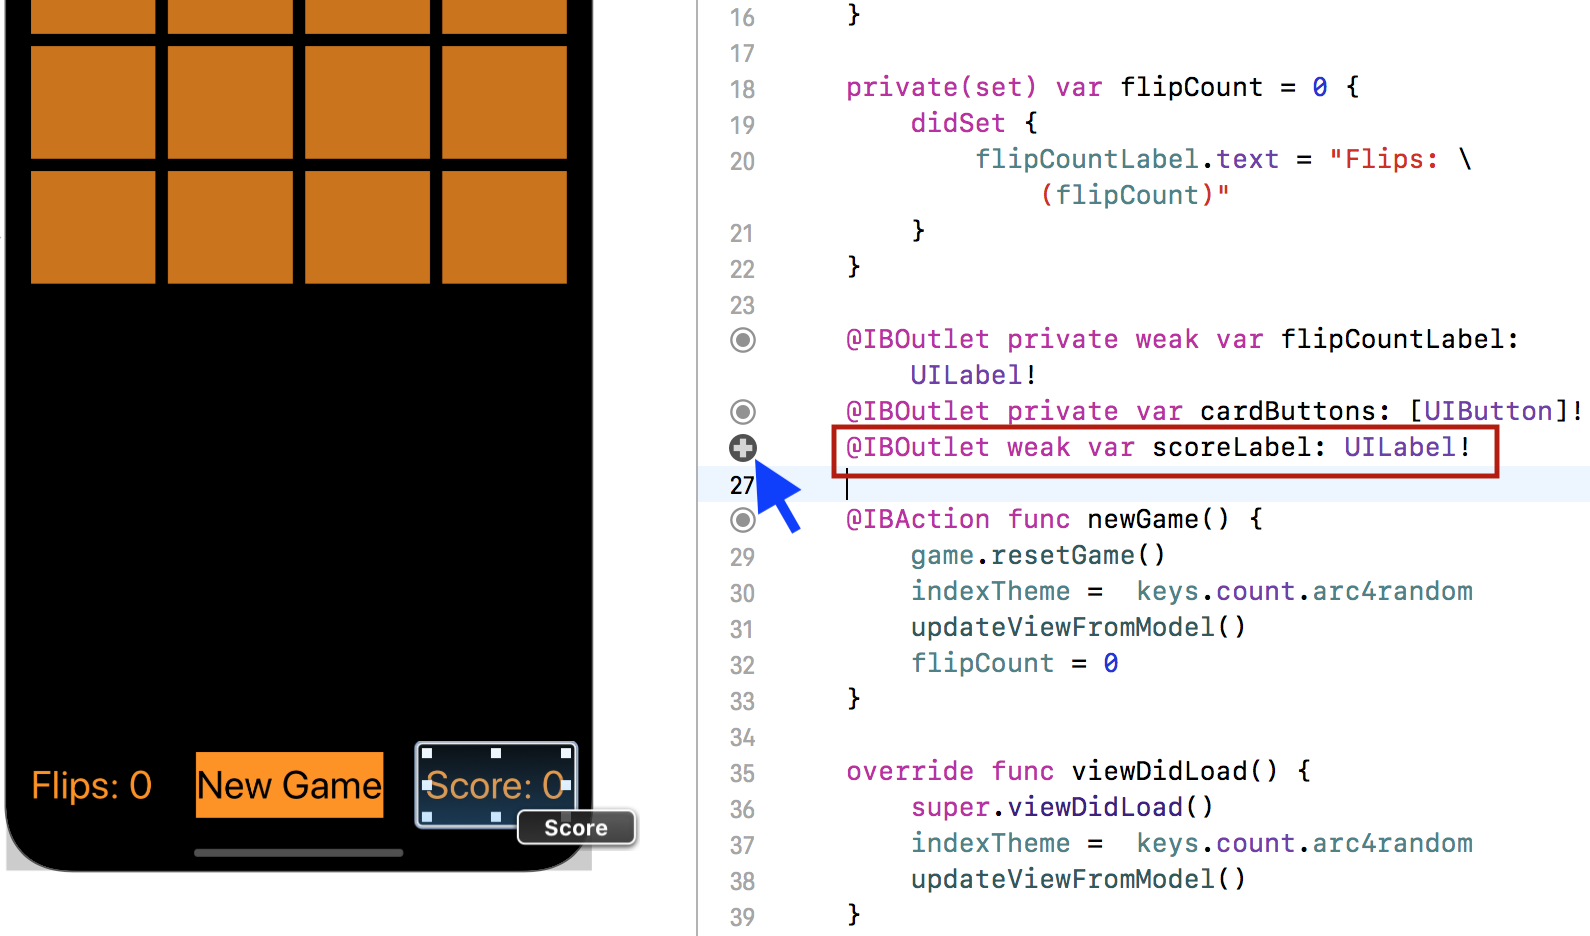 16 }
17
18 private(set) var flipCount = 0 {
19 didSet {
20 flipCountLabel.text = "Flips: \
(flipCount)"
21 }
22 }
23
@IBOutlet private weak var flipCountLabel:
UILabel!
@IBOutlet private var cardButtons: [UIButton]!
@IBOutlet weak var scoreLabel: UILabel!
27
@IBAction func newGame() {
29 game.resetGame()
30 indexTheme =  keys.count.arc4random
31 updateViewFromModel()
32 flipCount = 0
33 }
34
35 override func viewDidLoad() {
36 super.viewDidLoad()
37 indexTheme =  keys.count.arc4random
38 updateViewFromModel()
39 }
Flips: 0
New Game
Score: 0
Score